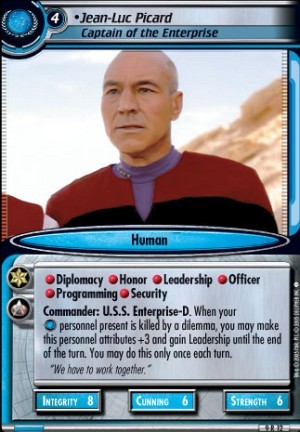 4
•Jean-Luc Picard
Captain of the Enterprise
Human
Diplomacy Honor Leadership Officer
Programming Security
Commander: U.S.S. Enterprise-D. When your
personnel present is killed by a dilemma, you may make
this personnel attributes +3 and gain Leadership until the
end of the turn. You may do this only once each turn.
"We have to work together."
INTEGRITY 8 CUNNING 6 STRENGTH 6